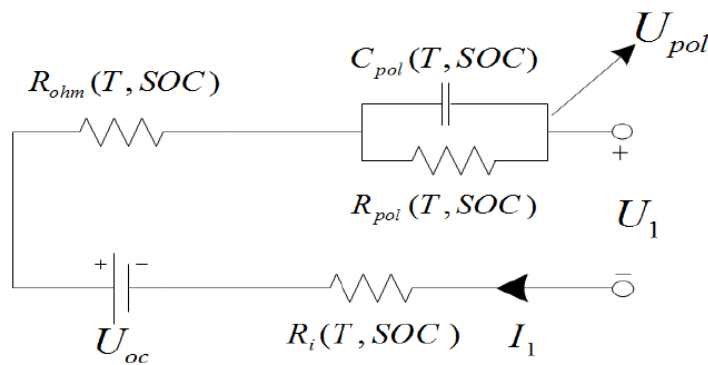 U_pol
C_pol(T,SOC)
R_ohm(T,SOC)
+
R_pol(T,SOC)
U_1
+ −
−
U_oc
R_i(T,SOC)
I_1